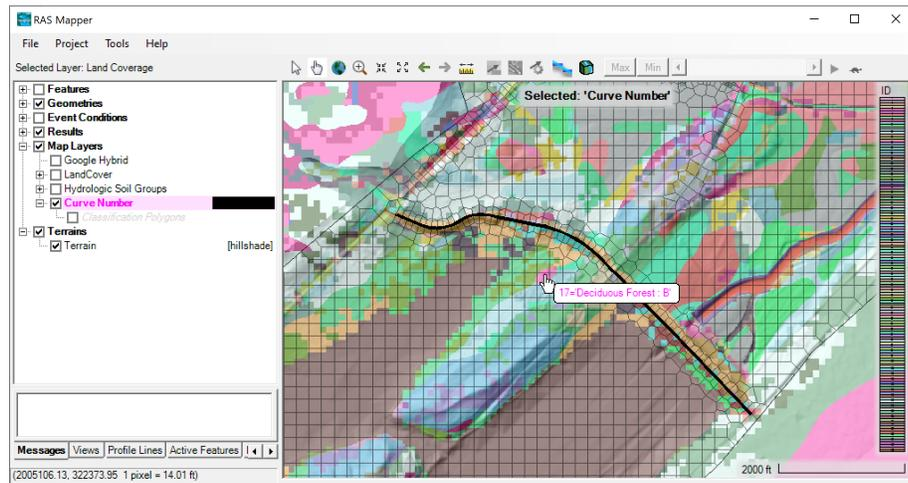 RAS Mapper
File Project Tools Help
Selected Layer: Land Coverage
Max Min
Features
Geometries
Event Conditions
Results
Map Layers
Google Hybrid
LandCover
Hydrologic Soil Groups
Curve Number
Classification Polygons
Terrains
Terrain [hillshade]
Selected: 'Curve Number'
ID
17='Deciduous Forest : B'
2000 ft
Messages Views Profile Lines Active Features
(2005106.13, 322373.95 1 pixel = 14.01 ft)